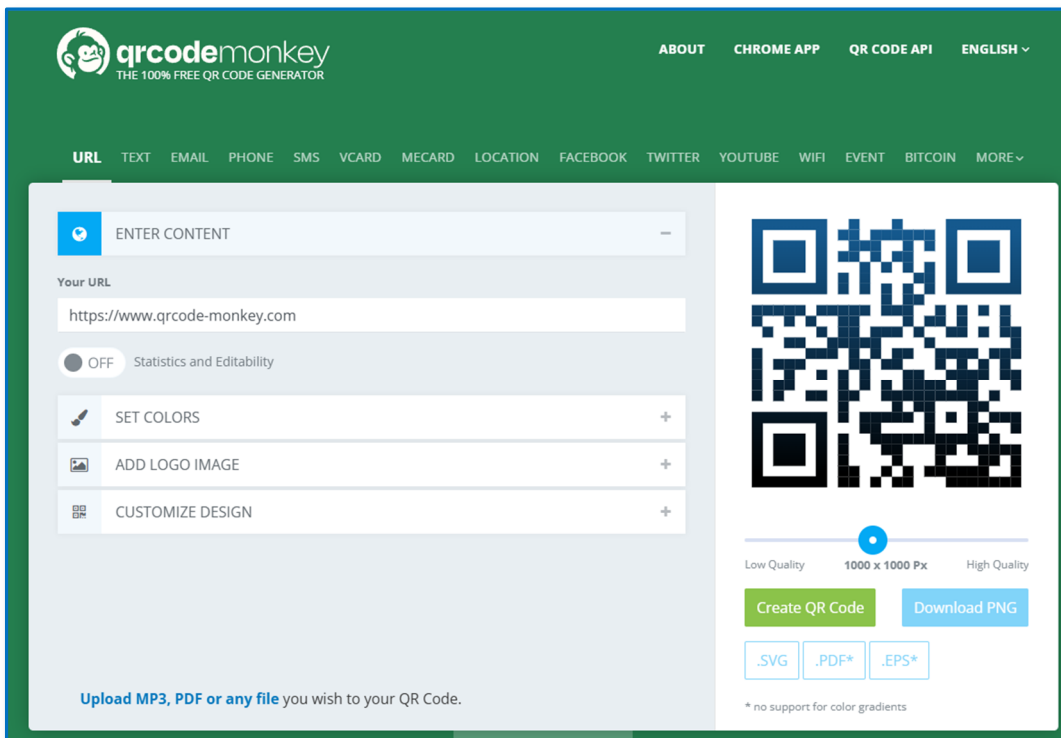 qrcodemonkey
THE 100% FREE QR CODE GENERATOR
ABOUT CHROME APP QR CODE API ENGLISH
URL TEXT EMAIL PHONE SMS VCARD MECARD LOCATION FACEBOOK TWITTER YOUTUBE WIFI EVENT BITCOIN MORE
ENTER CONTENT
Your URL
https://www.qrcode-monkey.com
OFF Statistics and Editability
SET COLORS
ADD LOGO IMAGE
CUSTOMIZE DESIGN
Upload MP3, PDF or any file you wish to your QR Code.
Low Quality 1000 x 1000 Px High Quality
Create QR Code Download PNG
.SVG .PDF* .EPS*
* no support for color gradients